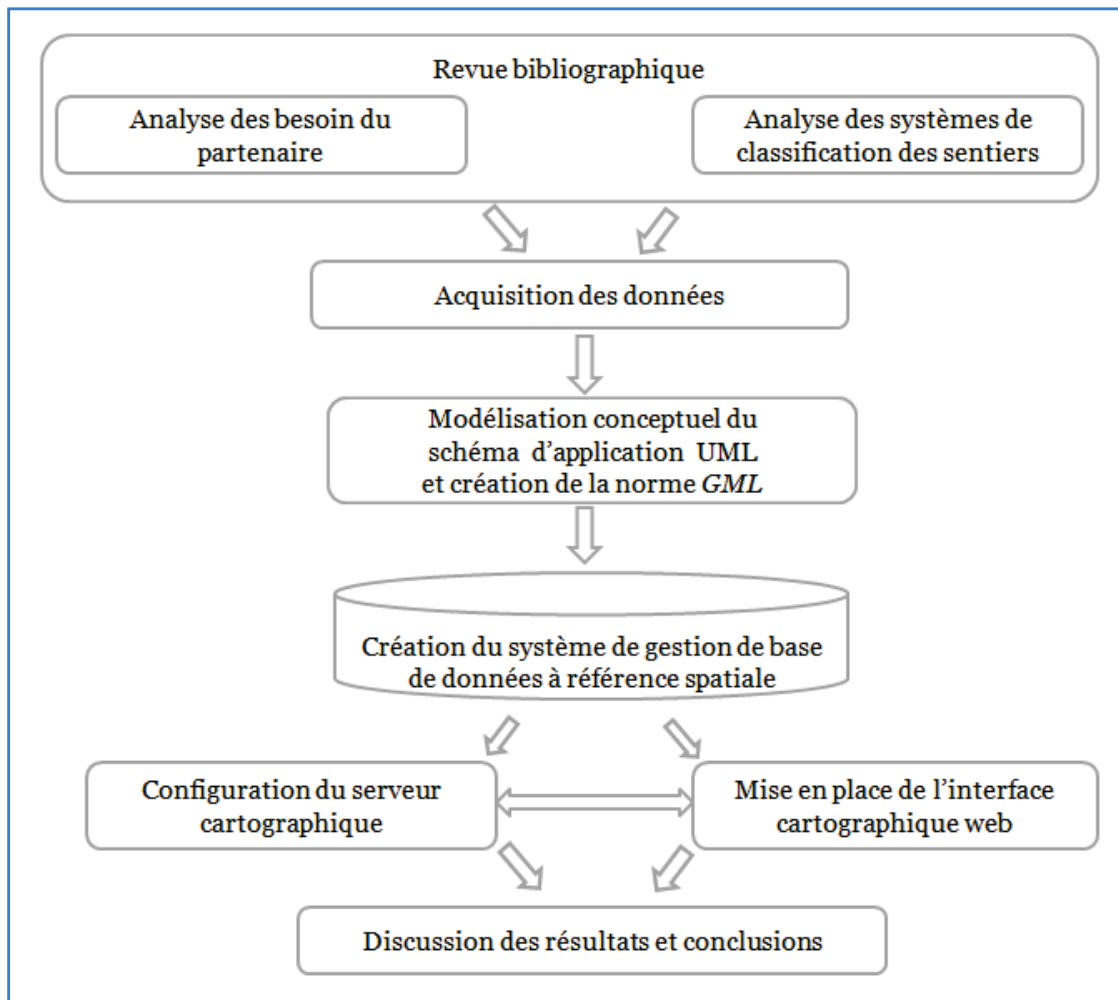 Revue bibliographique
Analyse des besoin du
partenaire
Analyse des systèmes de
classification des sentiers
Acquisition des données
Modélisation conceptuel du
schéma d’application UML
et création de la norme GML
Création du système de gestion de base
de données à référence spatiale
Configuration du serveur
cartographique
Mise en place de l’interface
cartographique web
Discussion des résultats et conclusions